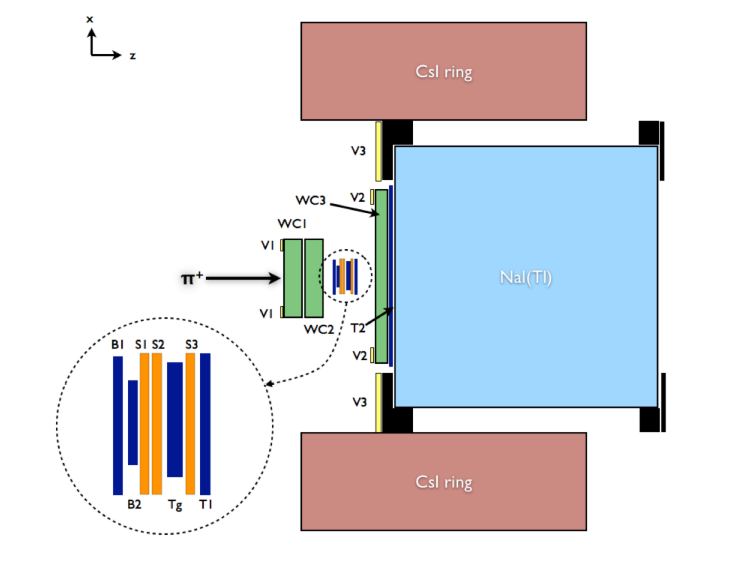 x
z
CsI ring
V3
V2
WC3
WC1
V1
π+
NaI(Tl)
V1
WC2
T2
V2
B1
S1
S2
S3
V3
CsI ring
B2
Tg
T1